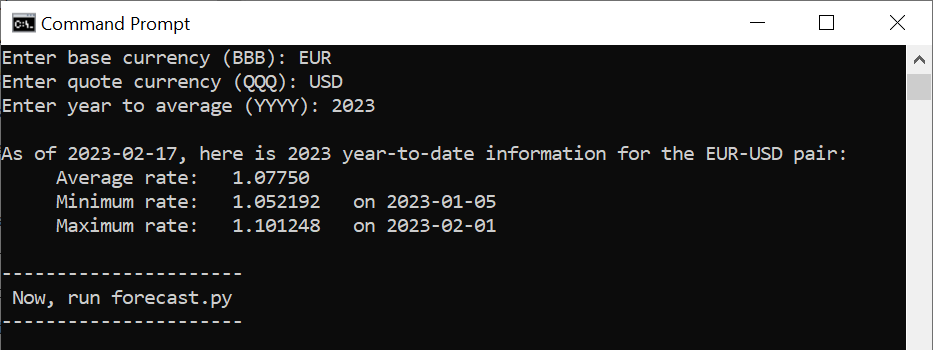 Command Prompt
Enter base currency (BBB): EUR
Enter quote currency (QQQ): USD
Enter year to average (YYYY): 2023
As of 2023-02-17, here is 2023 year-to-date information for the EUR-USD pair:
Average rate:   1.07750
Minimum rate:   1.052192   on 2023-01-05
Maximum rate:   1.101248   on 2023-02-01
----------------------
Now, run forecast.py
----------------------